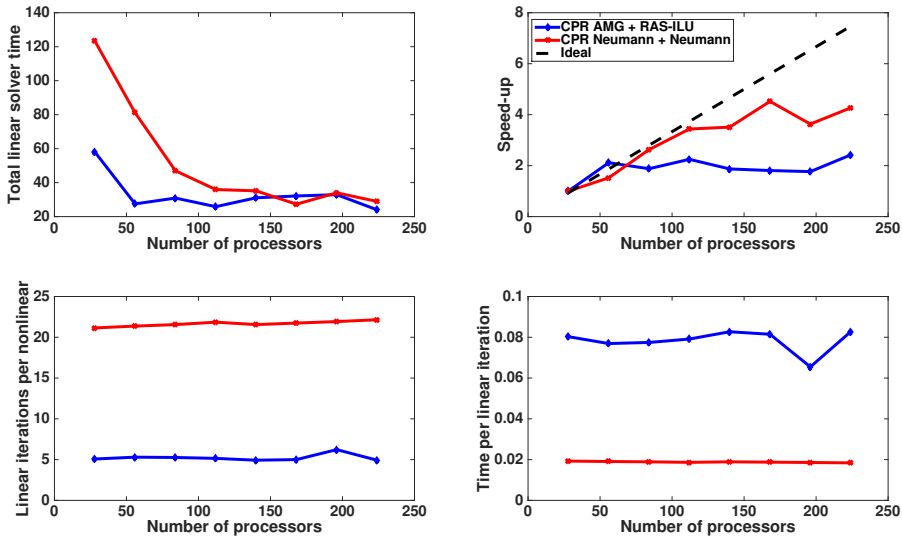 Total linear solver time
140
120
100
80
60
40
20
0 50 100 150 200 250
Number of processors
Speed-up
8
6
4
2
0
CPR AMG + RAS-ILU
CPR Neumann + Neumann
Ideal
0 50 100 150 200 250
Number of processors
Linear iterations per nonlinear
25
20
15
10
5
0
0 50 100 150 200 250
Number of processors
Time per linear iteration
0.1
0.08
0.06
0.04
0.02
0
0 50 100 150 200 250
Number of processors